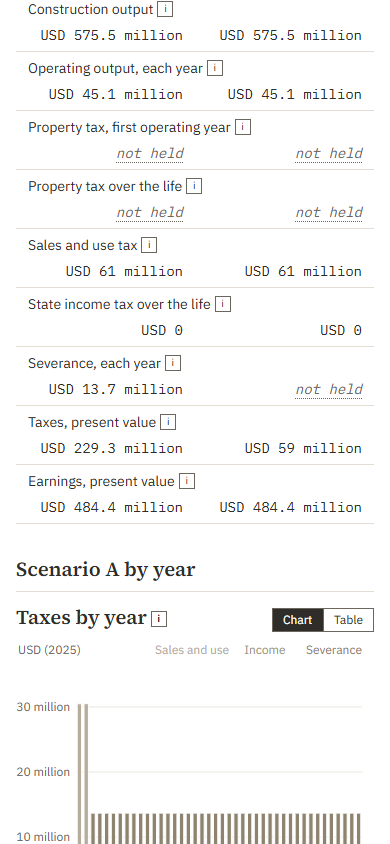 Construction output i
USD 575.5 million USD 575.5 million
Operating output, each year i
USD 45.1 million USD 45.1 million
Property tax, first operating year i
not held not held
Property tax over the life i
not held not held
Sales and use tax i
USD 61 million USD 61 million
State income tax over the life i
USD 0 USD 0
Severance, each year i
USD 13.7 million not held
Taxes, present value i
USD 229.3 million USD 59 million
Earnings, present value i
USD 484.4 million USD 484.4 million
Scenario A by year
Taxes by year i Chart Table
USD (2025) Sales and use Income Severance
30 million
20 million
10 million